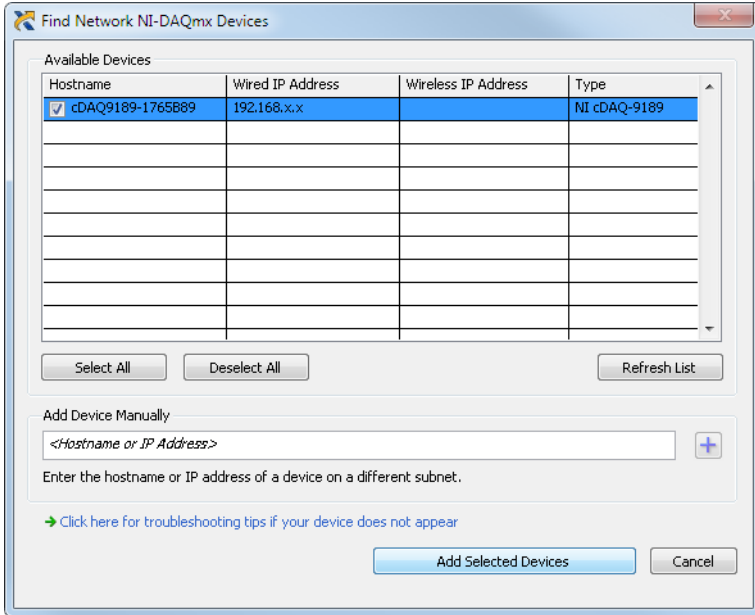 Find Network NI-DAQmx Devices
Available Devices
Hostname Wired IP Address Wireless IP Address Type
cDAQ9189-1765B89 192.168.x.x NI cDAQ-9189
Select All Deselect All Refresh List
Add Device Manually
<Hostname or IP Address>
Enter the hostname or IP address of a device on a different subnet.
Click here for troubleshooting tips if your device does not appear
Add Selected Devices Cancel